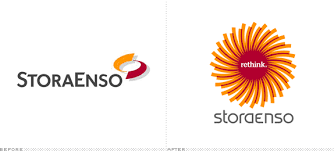 STORAENSO
rethink.
storaenso
BEFORE
AFTER